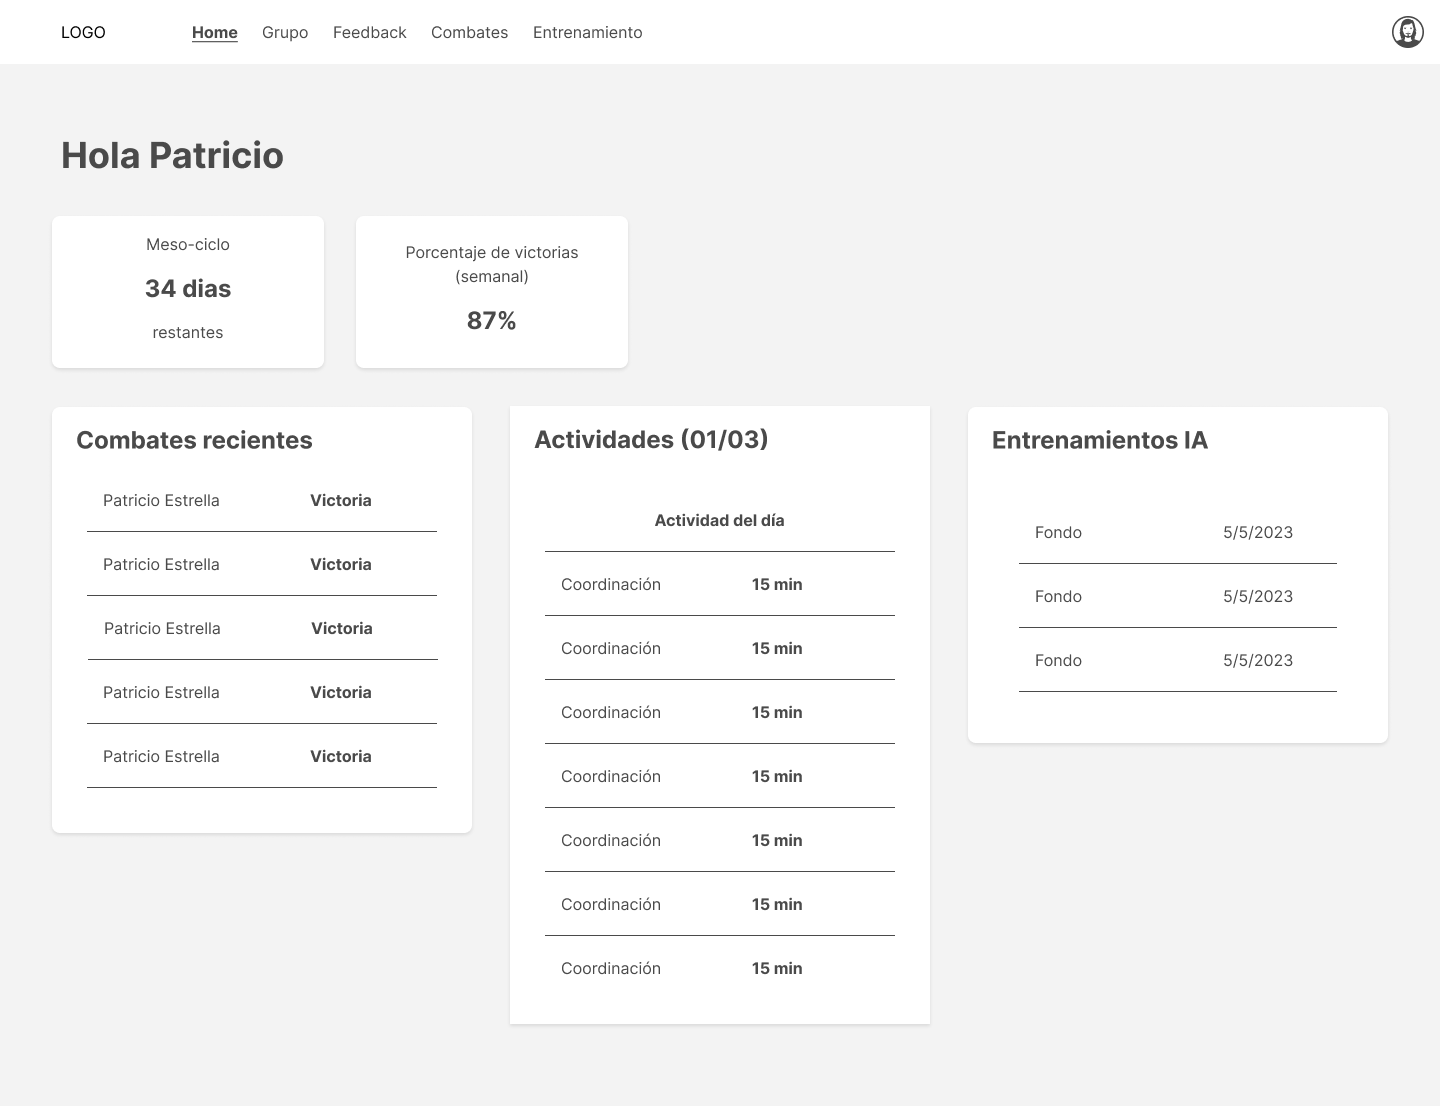 LOGO
Home Grupo Feedback Combates Entrenamiento
Hola Patricio
Meso-ciclo
34 dias
restantes
Porcentaje de victorias
(semanal)
87%
Combates recientes
Patricio Estrella Victoria
Patricio Estrella Victoria
Patricio Estrella Victoria
Patricio Estrella Victoria
Patricio Estrella Victoria
Actividades (01/03)
Actividad del día
Coordinación 15 min
Coordinación 15 min
Coordinación 15 min
Coordinación 15 min
Coordinación 15 min
Coordinación 15 min
Coordinación 15 min
Entrenamientos IA
Fondo 5/5/2023
Fondo 5/5/2023
Fondo 5/5/2023